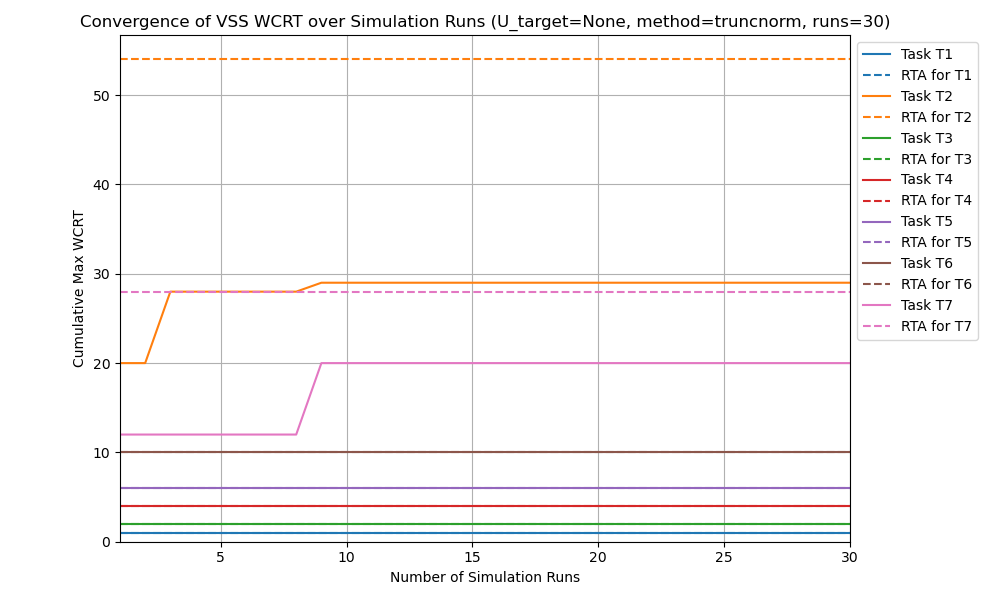 Convergence of VSS WCRT over Simulation Runs (U_target=None, method=truncnorm, runs=30)
Cumulative Max WCRT
50
40
30
20
10
0
5
10
15
20
25
30
Number of Simulation Runs
Task T1
RTA for T1
Task T2
RTA for T2
Task T3
RTA for T3
Task T4
RTA for T4
Task T5
RTA for T5
Task T6
RTA for T6
Task T7
RTA for T7